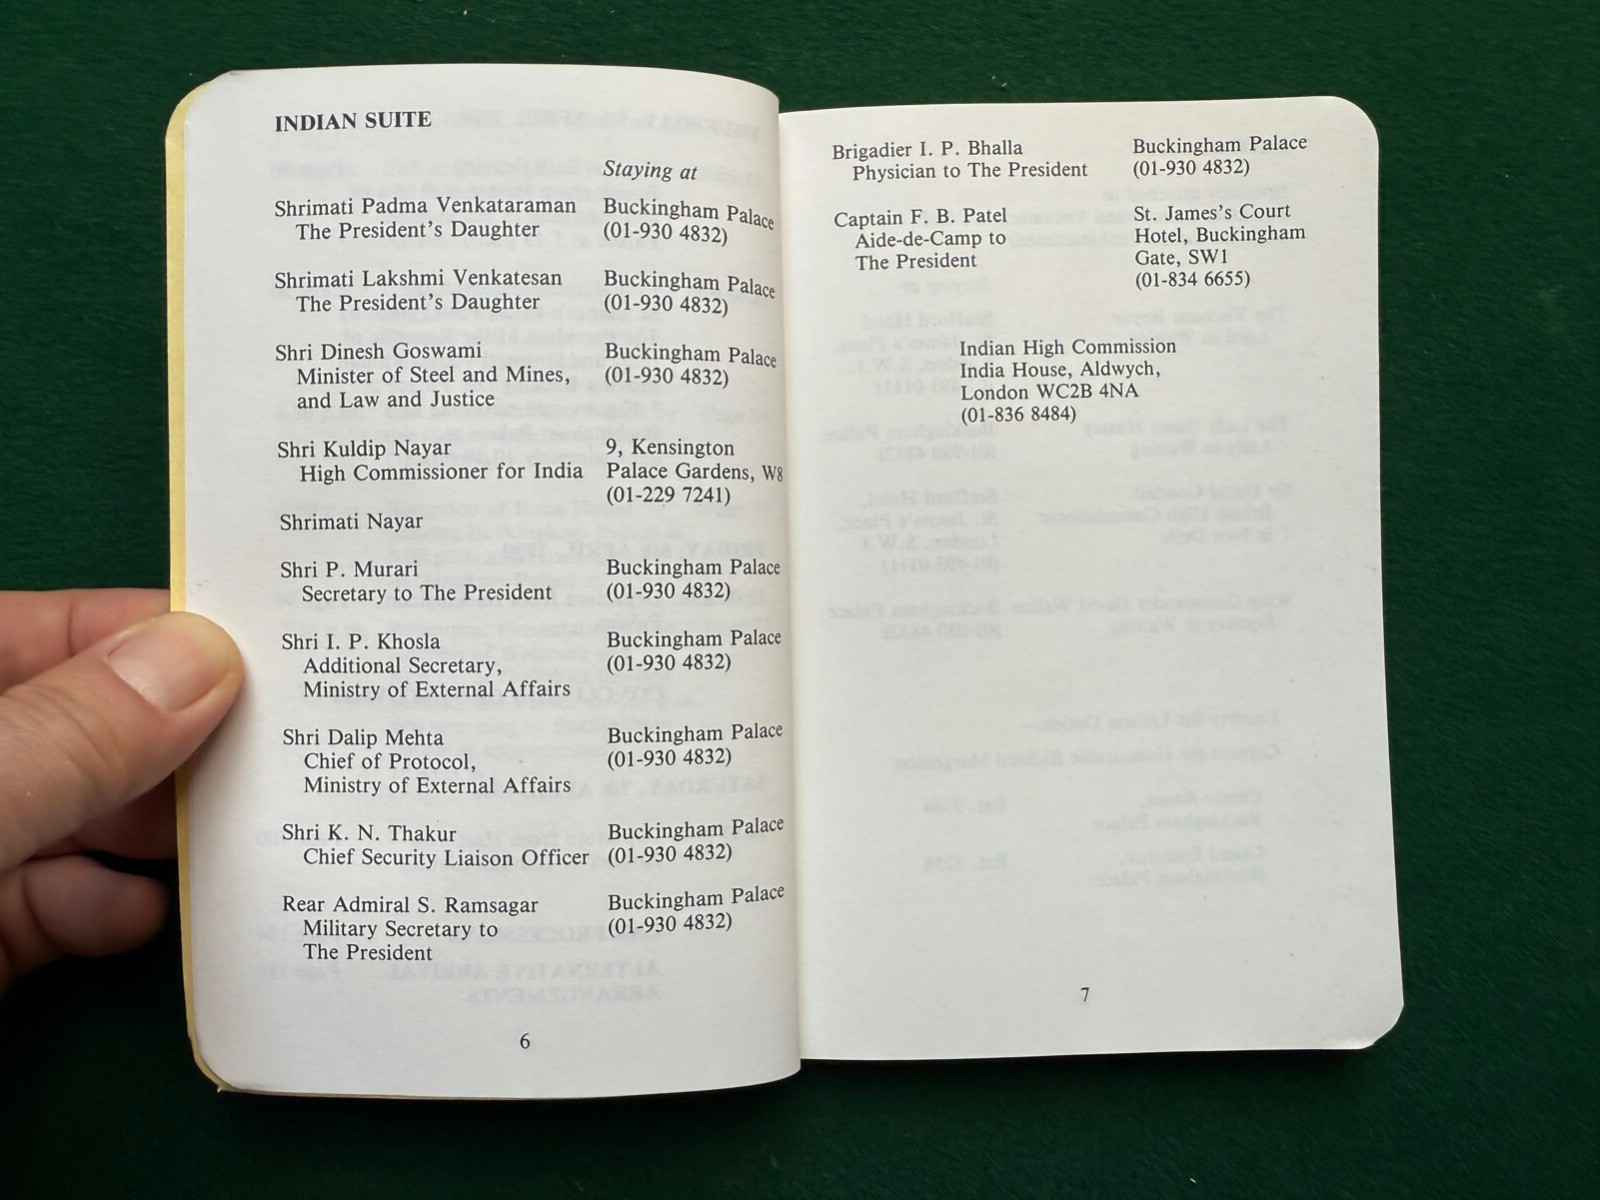 INDIAN SUITE
Staying at
Shrimati Padma Venkataraman Buckingham Palace
The President's Daughter (01-930 4832)
Shrimati Lakshmi Venkatesan Buckingham Palace
The President's Daughter (01-930 4832)
Shri Dinesh Goswami Buckingham Palace
Minister of Steel and Mines, (01-930 4832)
and Law and Justice
Shri Kuldip Nayar 9, Kensington
High Commissioner for India Palace Gardens, W8
(01-229 7241)
Shrimati Nayar
Shri P. Murari Buckingham Palace
Secretary to The President (01-930 4832)
Shri I. P. Khosla Buckingham Palace
Additional Secretary, (01-930 4832)
Ministry of External Affairs
Shri Dalip Mehta Buckingham Palace
Chief of Protocol, (01-930 4832)
Ministry of External Affairs
Shri K. N. Thakur Buckingham Palace
Chief Security Liaison Officer (01-930 4832)
Rear Admiral S. Ramsagar Buckingham Palace
Military Secretary to (01-930 4832)
The President
6
Brigadier I. P. Bhalla Buckingham Palace
Physician to The President (01-930 4832)
Captain F. B. Patel St. James's Court
Aide-de-Camp to Hotel, Buckingham
The President Gate, SW1
(01-834 6655)
Indian High Commission
India House, Aldwych,
London WC2B 4NA
(01-836 8484)
7